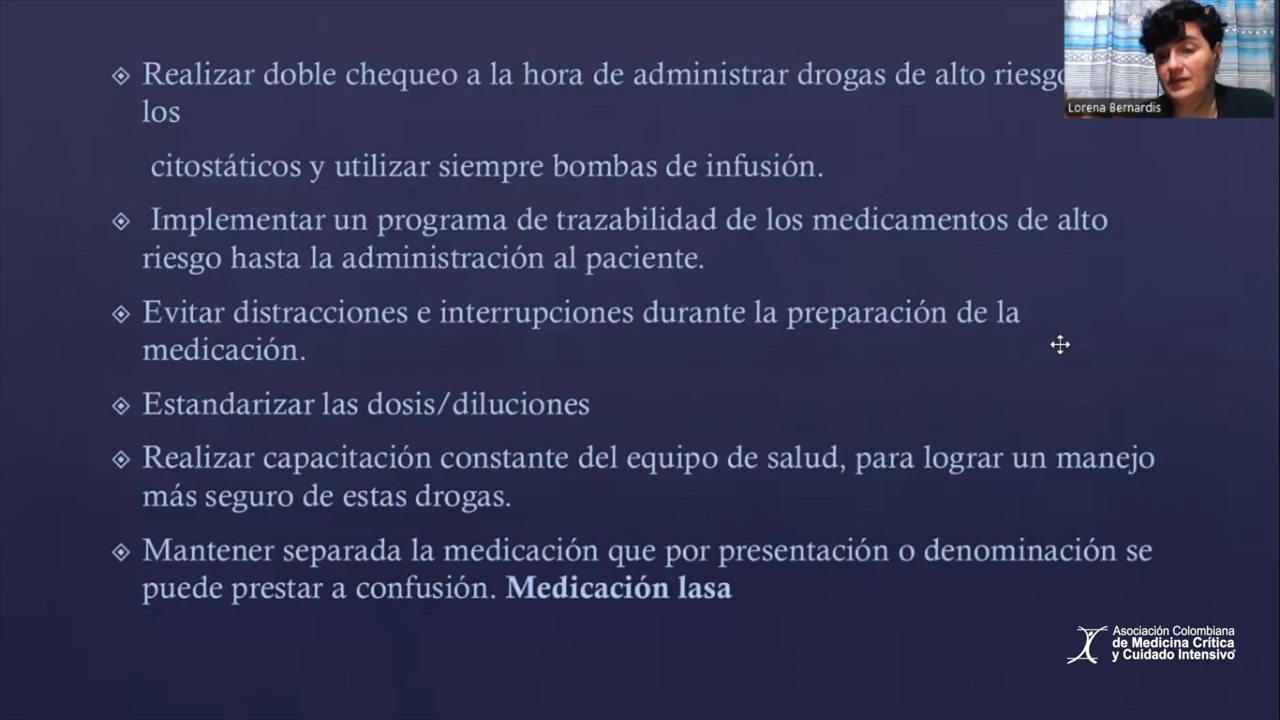 Realizar doble chequeo a la hora de administrar drogas de alto riesgo
los
citostáticos y utilizar siempre bombas de infusión.
Implementar un programa de trazabilidad de los medicamentos de alto
riesgo hasta la administración al paciente.
Evitar distracciones e interrupciones durante la preparación de la
medicación.
Estandarizar las dosis/diluciones
Realizar capacitación constante del equipo de salud, para lograr un manejo
más seguro de estas drogas.
Mantener separada la medicación que por presentación o denominación se
puede prestar a confusión. Medicación lasa
Lorena Bernardis
Asociación Colombiana
de Medicina Crítica
y Cuidado Intensivo